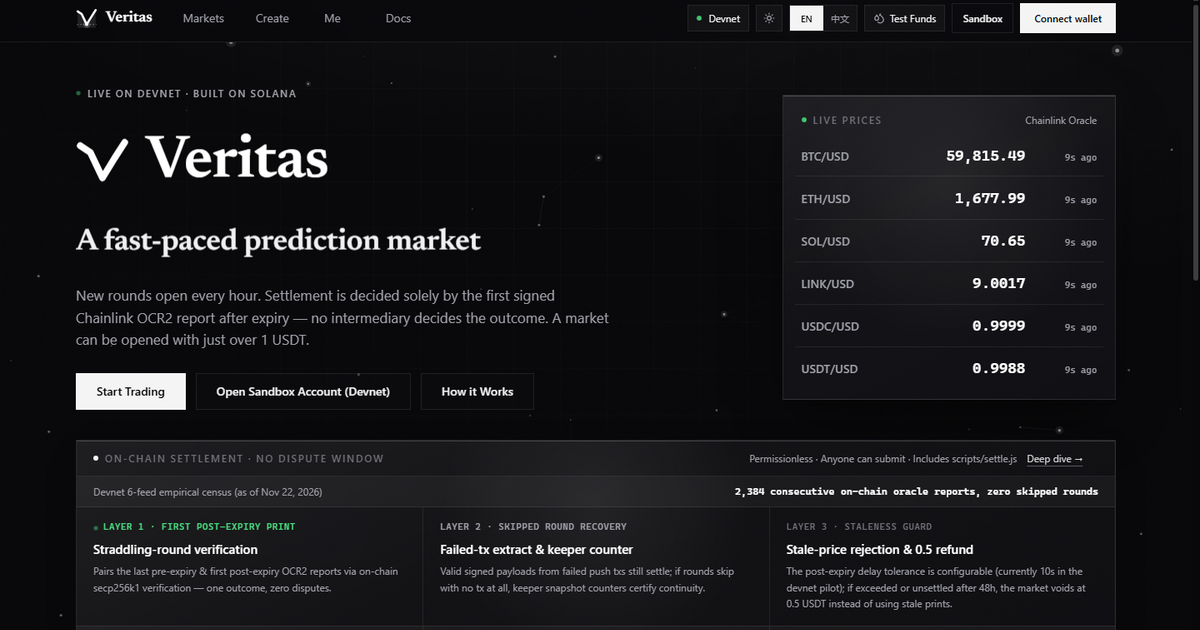 Veritas Markets Create Me Docs Devnet EN 中文 Test Funds Sandbox Connect wallet
LIVE ON DEVNET · BUILT ON SOLANA
Veritas
A fast-paced prediction market
New rounds open every hour. Settlement is decided solely by the first signed
Chainlink OCR2 report after expiry — no intermediary decides the outcome. A market
can be opened with just over 1 USDT.
Start Trading Open Sandbox Account (Devnet) How it Works
LIVE PRICES Chainlink Oracle
BTC/USD 59,815.49 9s ago
ETH/USD 1,677.99 9s ago
SOL/USD 70.65 9s ago
LINK/USD 9.0017 9s ago
USDC/USD 0.9999 9s ago
USDT/USD 0.9988 9s ago
ON-CHAIN SETTLEMENT · NO DISPUTE WINDOW Permissionless · Anyone can submit · Includes scripts/settle.js Deep dive →
Devnet 6-feed empirical census (as of Nov 22, 2026) 2,384 consecutive on-chain oracle reports, zero skipped rounds
LAYER 1 · FIRST POST-EXPIRY PRINT
Straddling-round verification
Pairs the last pre-expiry & first post-expiry OCR2 reports via on-chain
secp256k1 verification — one outcome, zero disputes.
LAYER 2 · SKIPPED ROUND RECOVERY
Failed-tx extract & keeper counter
Valid signed payloads from failed push txs still settle; if rounds skip
with no tx at all, keeper snapshot counters certify continuity.
LAYER 3 · STALENESS GUARD
Stale-price rejection & 0.5 refund
The post-expiry delay tolerance is configurable (currently 10s in the
devnet pilot); if exceeded or unsettled after 48h, the market voids at
0.5 USDT instead of using stale prints.